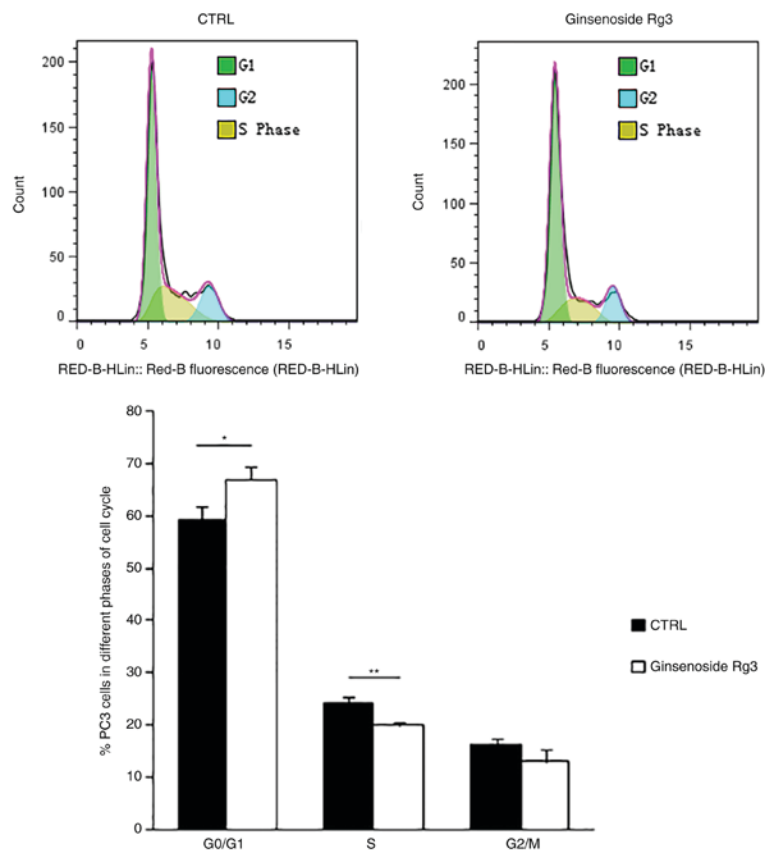 CTRL
200
150
100
50
0
Count
G1
G2
S Phase
0 5 10 15
RED-B-HLin:: Red-B fluorescence (RED-B-HLin)
Ginsenoside Rg3
200
150
100
50
0
Count
G1
G2
S Phase
0 5 10 15
RED-B-HLin:: Red-B fluorescence (RED-B-HLin)
% PC3 cells in different phases of cell cycle
80
70
60
50
40
30
20
10
0
*
**
G0/G1 S G2/M
CTRL
Ginsenoside Rg3